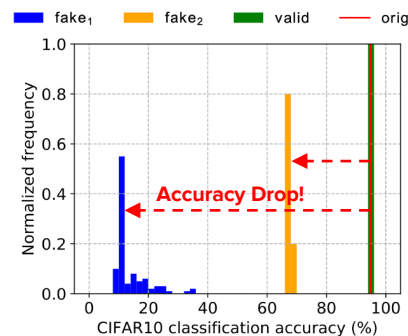 fake₁ fake₂ valid orig
Normalized frequency
1.0
0.8
0.6
0.4
0.2
0.0
Accuracy Drop!
0 20 40 60 80 100
CIFAR10 classification accuracy (%)